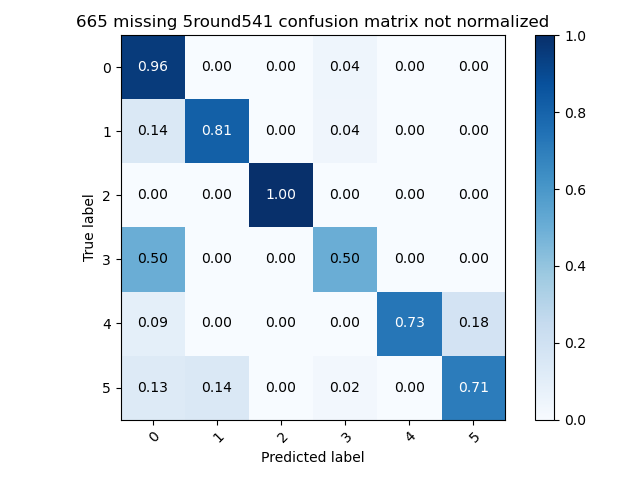 665 missing 5round541 confusion matrix not normalized
0 0.96 0.00 0.00 0.04 0.00 0.00
1 0.14 0.81 0.00 0.04 0.00 0.00
2 0.00 0.00 1.00 0.00 0.00 0.00
3 0.50 0.00 0.00 0.50 0.00 0.00
4 0.09 0.00 0.00 0.00 0.73 0.18
5 0.13 0.14 0.00 0.02 0.00 0.71
0 1 2 3 4 5
True label
Predicted label
1.0
0.8
0.6
0.4
0.2
0.0